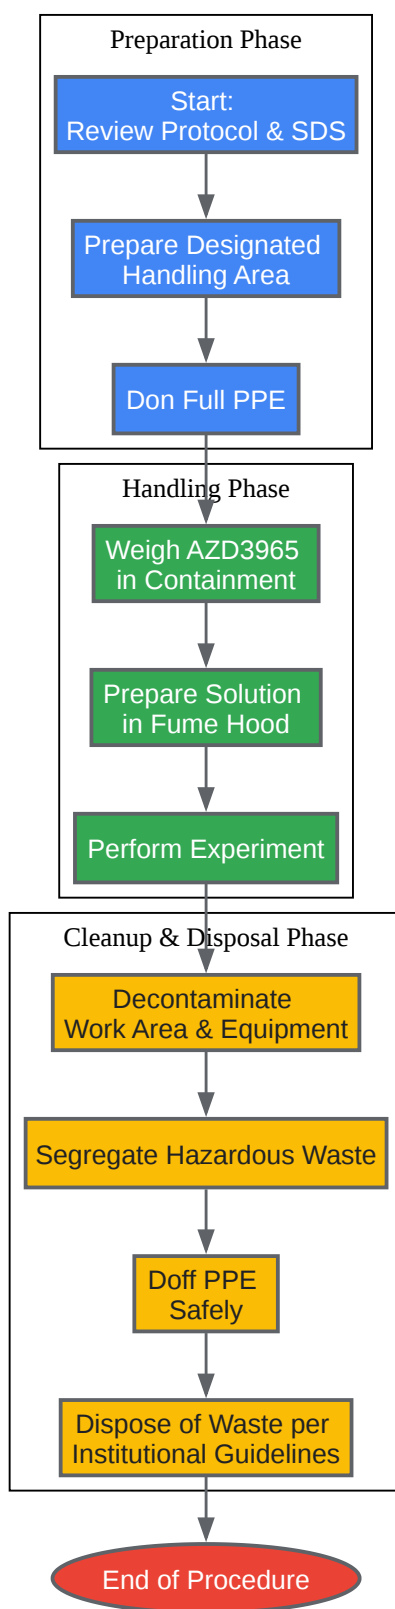 Preparation Phase
Start:
Review Protocol & SDS
Prepare Designated
Handling Area
Don Full PPE
Handling Phase
Weigh AZD3965
in Containment
Prepare Solution
in Fume Hood
Perform Experiment
Cleanup & Disposal Phase
Decontaminate
Work Area & Equipment
Segregate Hazardous Waste
Doff PPE
Safely
Dispose of Waste per
Institutional Guidelines
End of Procedure